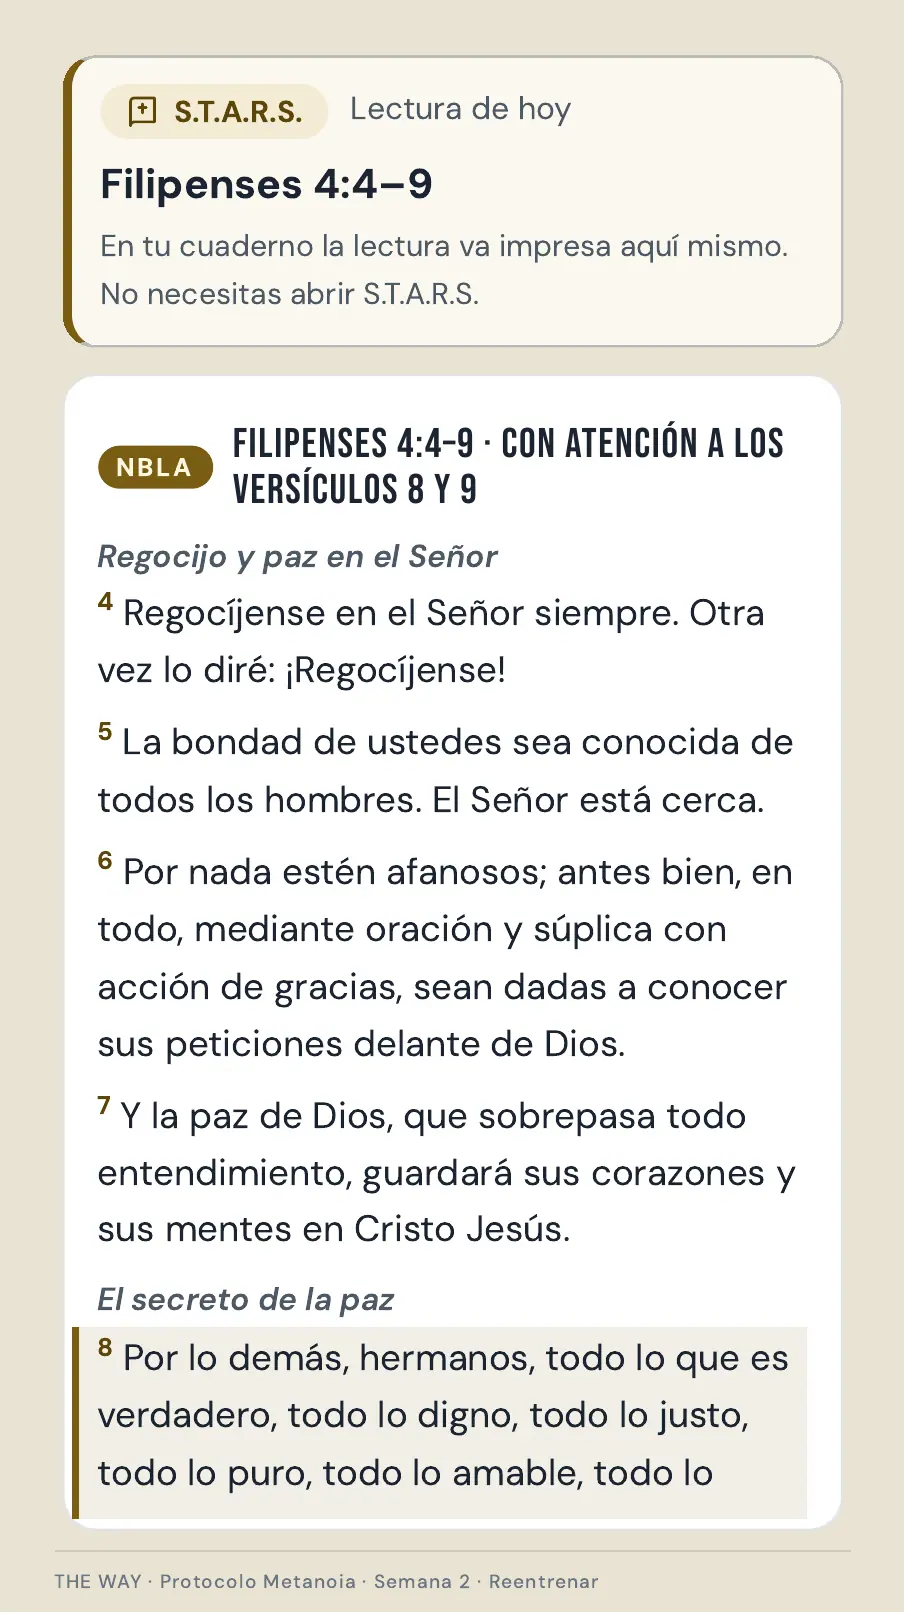 S.T.A.R.S. Lectura de hoy
Filipenses 4:4–9
En tu cuaderno la lectura va impresa aquí mismo.
No necesitas abrir S.T.A.R.S.
NBLA
FILIPENSES 4:4–9 · CON ATENCIÓN A LOS
VERSÍCULOS 8 Y 9
Regocijo y paz en el Señor
4 Regocíjense en el Señor siempre. Otra
vez lo diré: ¡Regocíjense!
5 La bondad de ustedes sea conocida de
todos los hombres. El Señor está cerca.
6 Por nada estén afanosos; antes bien, en
todo, mediante oración y súplica con
acción de gracias, sean dadas a conocer
sus peticiones delante de Dios.
7 Y la paz de Dios, que sobrepasa todo
entendimiento, guardará sus corazones y
sus mentes en Cristo Jesús.
El secreto de la paz
8 Por lo demás, hermanos, todo lo que es
verdadero, todo lo digno, todo lo justo,
todo lo puro, todo lo amable, todo lo
THE WAY · Protocolo Metanoia · Semana 2 · Reentrenar